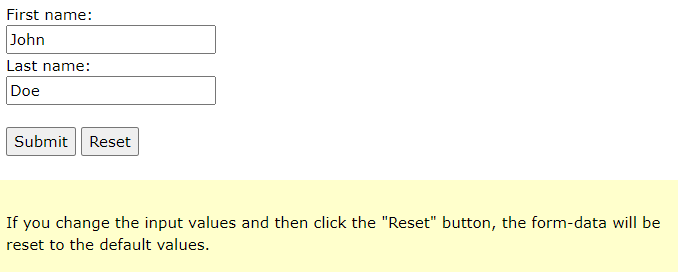 First name:
John
Last name:
Doe
Submit Reset
If you change the input values and then click the "Reset" button, the form-data will be
reset to the default values.